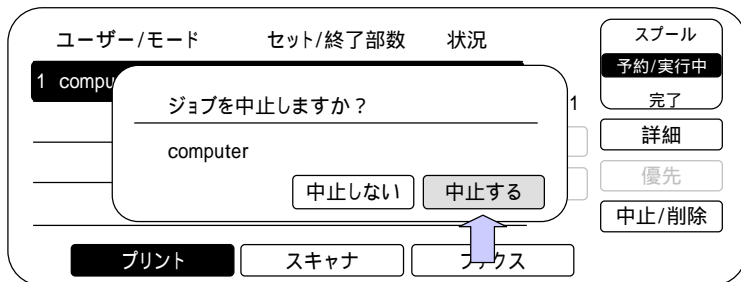 ユーザー/モード セット/終了部数 状況
スプール
予約/実行中
完了
1 compu
1
ジョブを中止しますか?
computer
中止しない 中止する
詳細
優先
中止/削除
プリント スキャナ ファクス